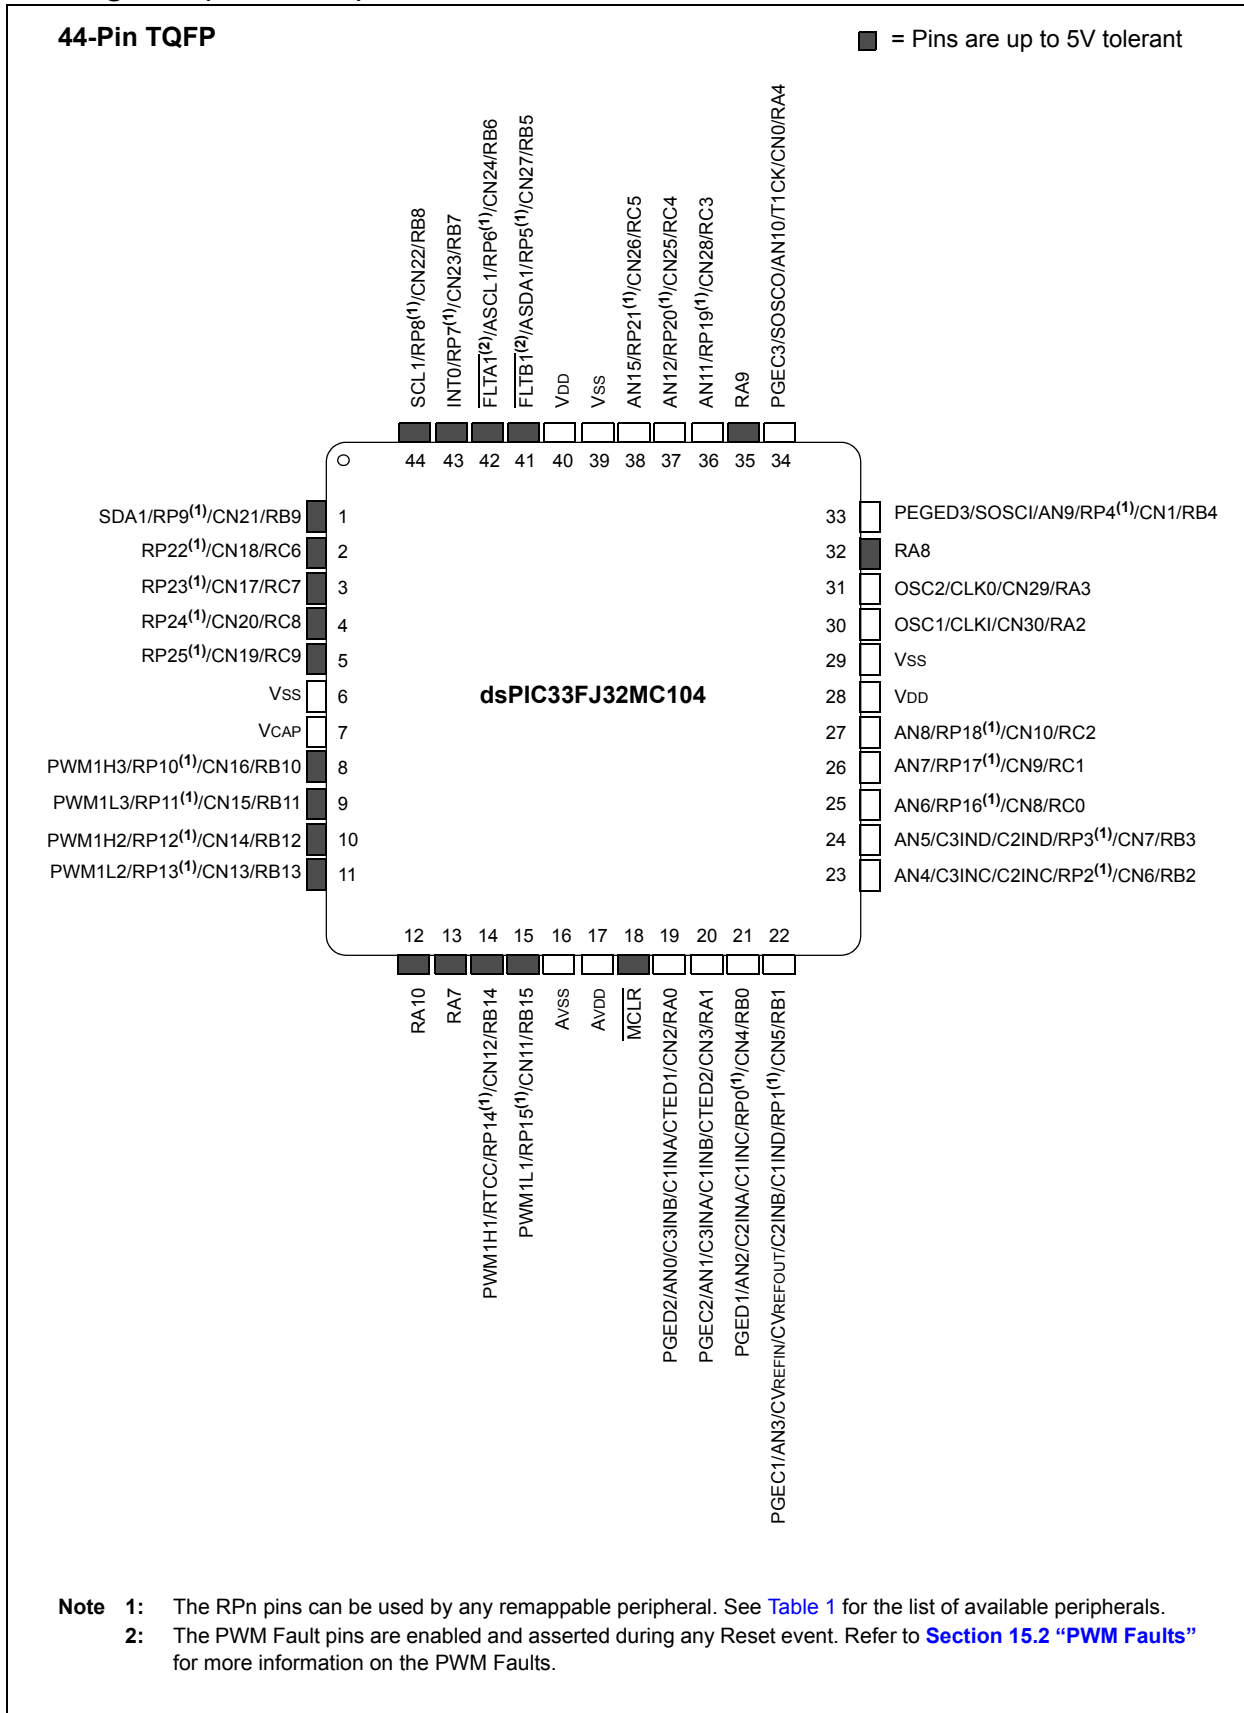 44-Pin TQFP
= Pins are up to 5V tolerant
SCL1/RP8(1)/CN22/RB8
INT0/RP7(1)/CN23/RB7
FLTA1(2)/ASCL1/RP6(1)/CN24/RB6
FLTB1(2)/ASDA1/RP5(1)/CN27/RB5
VDD
VSS
AN15/RP21(1)/CN26/RC5
AN12/RP20(1)/CN25/RC4
AN11/RP19(1)/CN28/RC3
RA9
PGEC3/SOSCO/AN10/T1CK/CN0/RA4
44 43 42 41 40 39 38 37 36 35 34
SDA1/RP9(1)/CN21/RB9 1
RP22(1)/CN18/RC6 2
RP23(1)/CN17/RC7 3
RP24(1)/CN20/RC8 4
RP25(1)/CN19/RC9 5
VSS 6
VCAP 7
PWM1H3/RP10(1)/CN16/RB10 8
PWM1L3/RP11(1)/CN15/RB11 9
PWM1H2/RP12(1)/CN14/RB12 10
PWM1L2/RP13(1)/CN13/RB13 11
dsPIC33FJ32MC104
33 PEGED3/SOSCI/AN9/RP4(1)/CN1/RB4
32 RA8
31 OSC2/CLK0/CN29/RA3
30 OSC1/CLKI/CN30/RA2
29 VSS
28 VDD
27 AN8/RP18(1)/CN10/RC2
26 AN7/RP17(1)/CN9/RC1
25 AN6/RP16(1)/CN8/RC0
24 AN5/C3IND/C2IND/RP3(1)/CN7/RB3
23 AN4/C3INC/C2INC/RP2(1)/CN6/RB2
12 13 14 15 16 17 18 19 20 21 22
RA10
RA7
PWM1H1/RTCC/RP14(1)/CN12/RB14
PWM1L1/RP15(1)/CN11/RB15
AVSS
AVDD
MCLR
PGED2/AN0/C3INB/C1INA/CTED1/CN2/RA0
PGEC2/AN1/C3INA/C1INB/CTED2/CN3/RA1
PGED1/AN2/C2INA/C1INC/RP0(1)/CN4/RB0
PGEC1/AN3/CVREFIN/CVREFOUT/C2INB/C1IND/RP1(1)/CN5/RB1
Note 1: The RPn pins can be used by any remappable peripheral. See Table 1 for the list of available peripherals.
2: The PWM Fault pins are enabled and asserted during any Reset event. Refer to Section 15.2 “PWM Faults”
for more information on the PWM Faults.